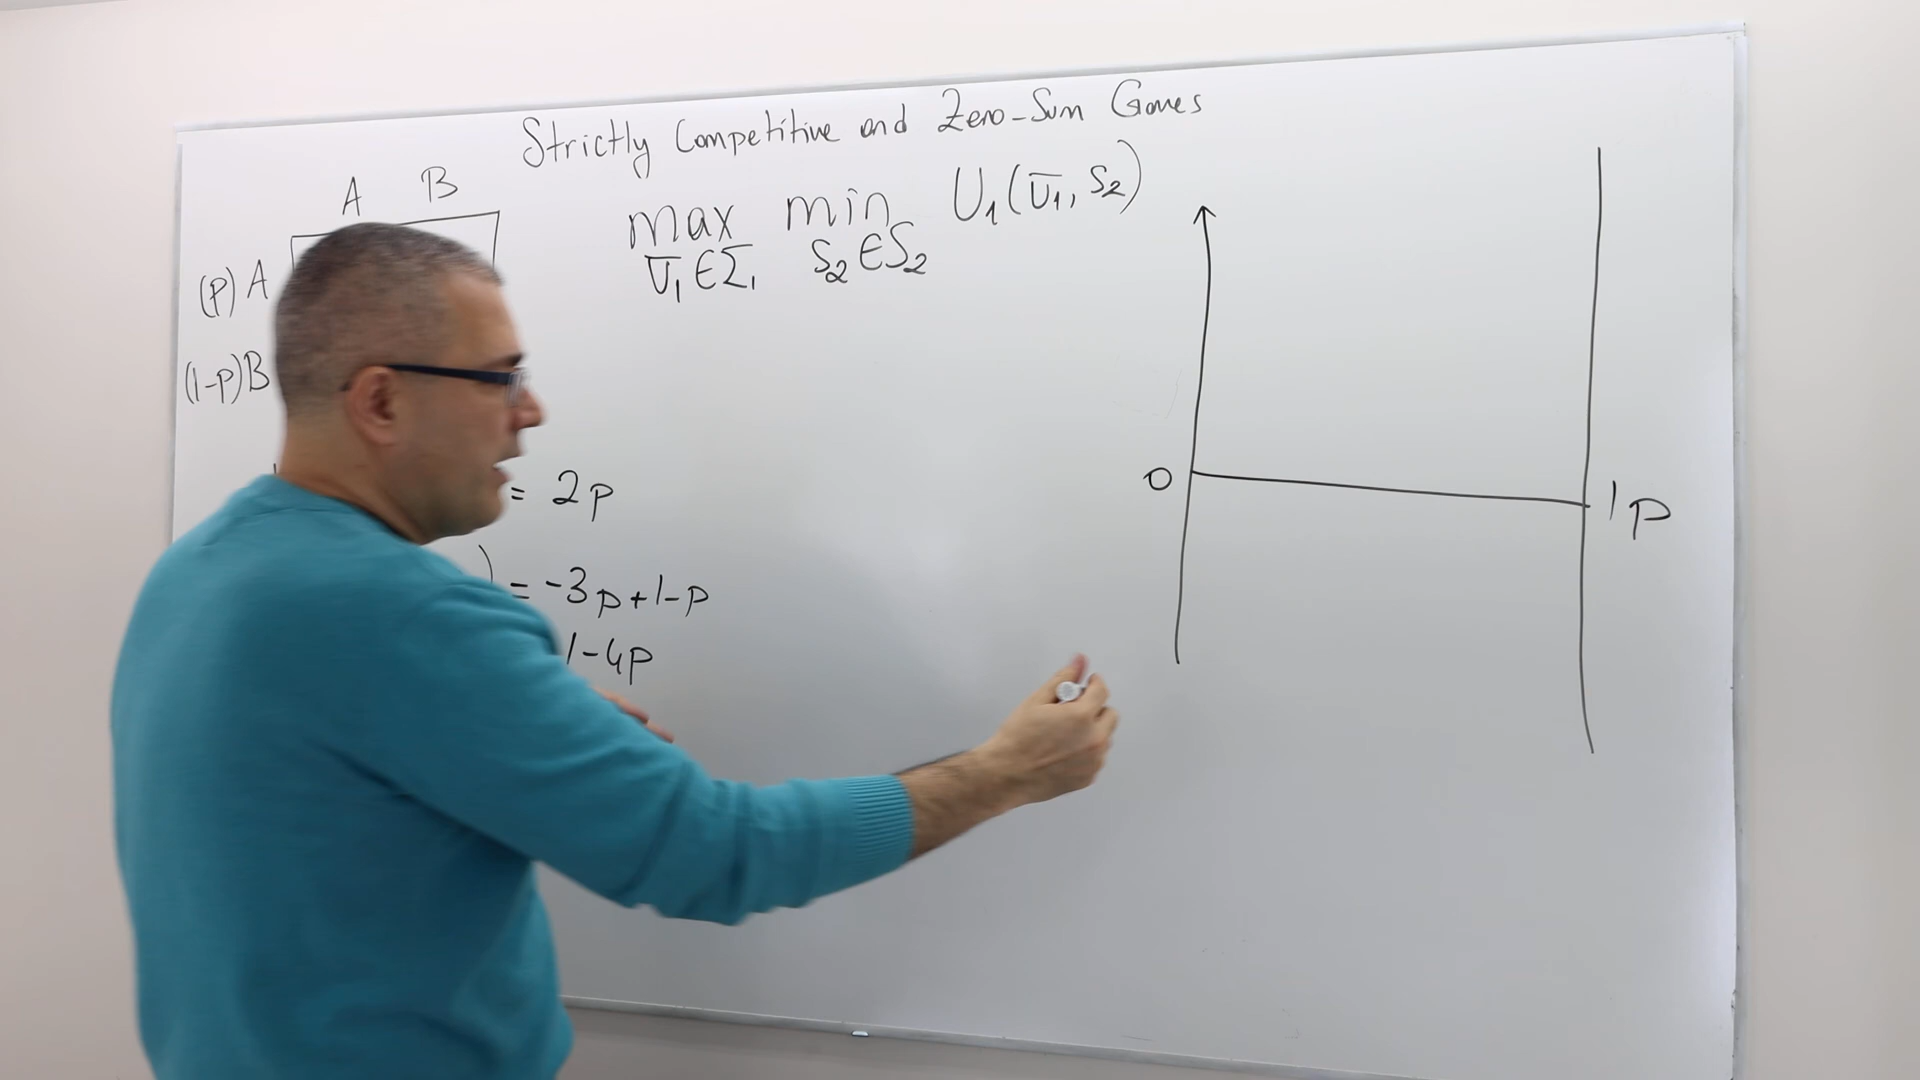 Strictly Competitive and Zero-Sum Games
A B
max min U₁(σ₁, s₂)
σ₁∈Σ₁ s₂∈S₂
(p) A
(1-p) B
0 1 p
= 2p
) = -3p+1-p
1-4p